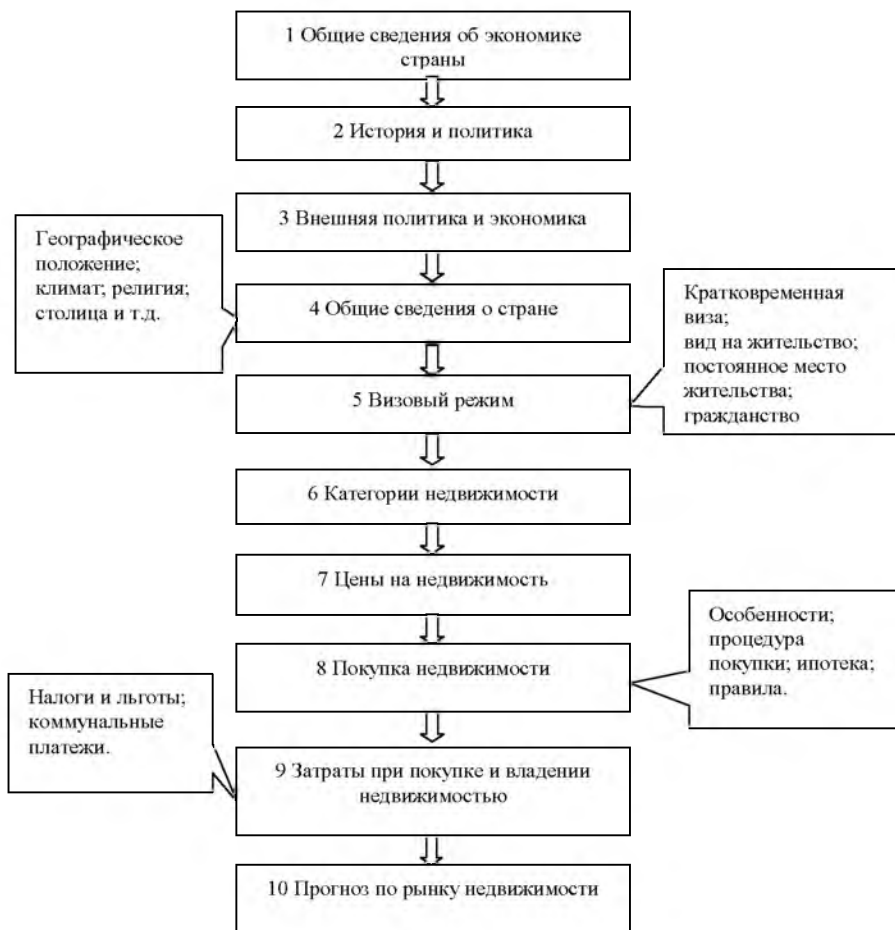 1 Общие сведения об экономике
страны
2 История и политика
3 Внешняя политика и экономика
Географическое
положение;
климат; религия;
столица и т.д.
4 Общие сведения о стране
Кратковременная
виза;
вид на жительство;
постоянное место
жительства;
гражданство
5 Визовый режим
6 Категории недвижимости
7 Цены на недвижимость
Особенности;
процедура
покупки; ипотека;
правила.
8 Покупка недвижимости
Налоги и льготы;
коммунальные
платежи.
9 Затраты при покупке и владении
недвижимостью
10 Прогноз по рынку недвижимости